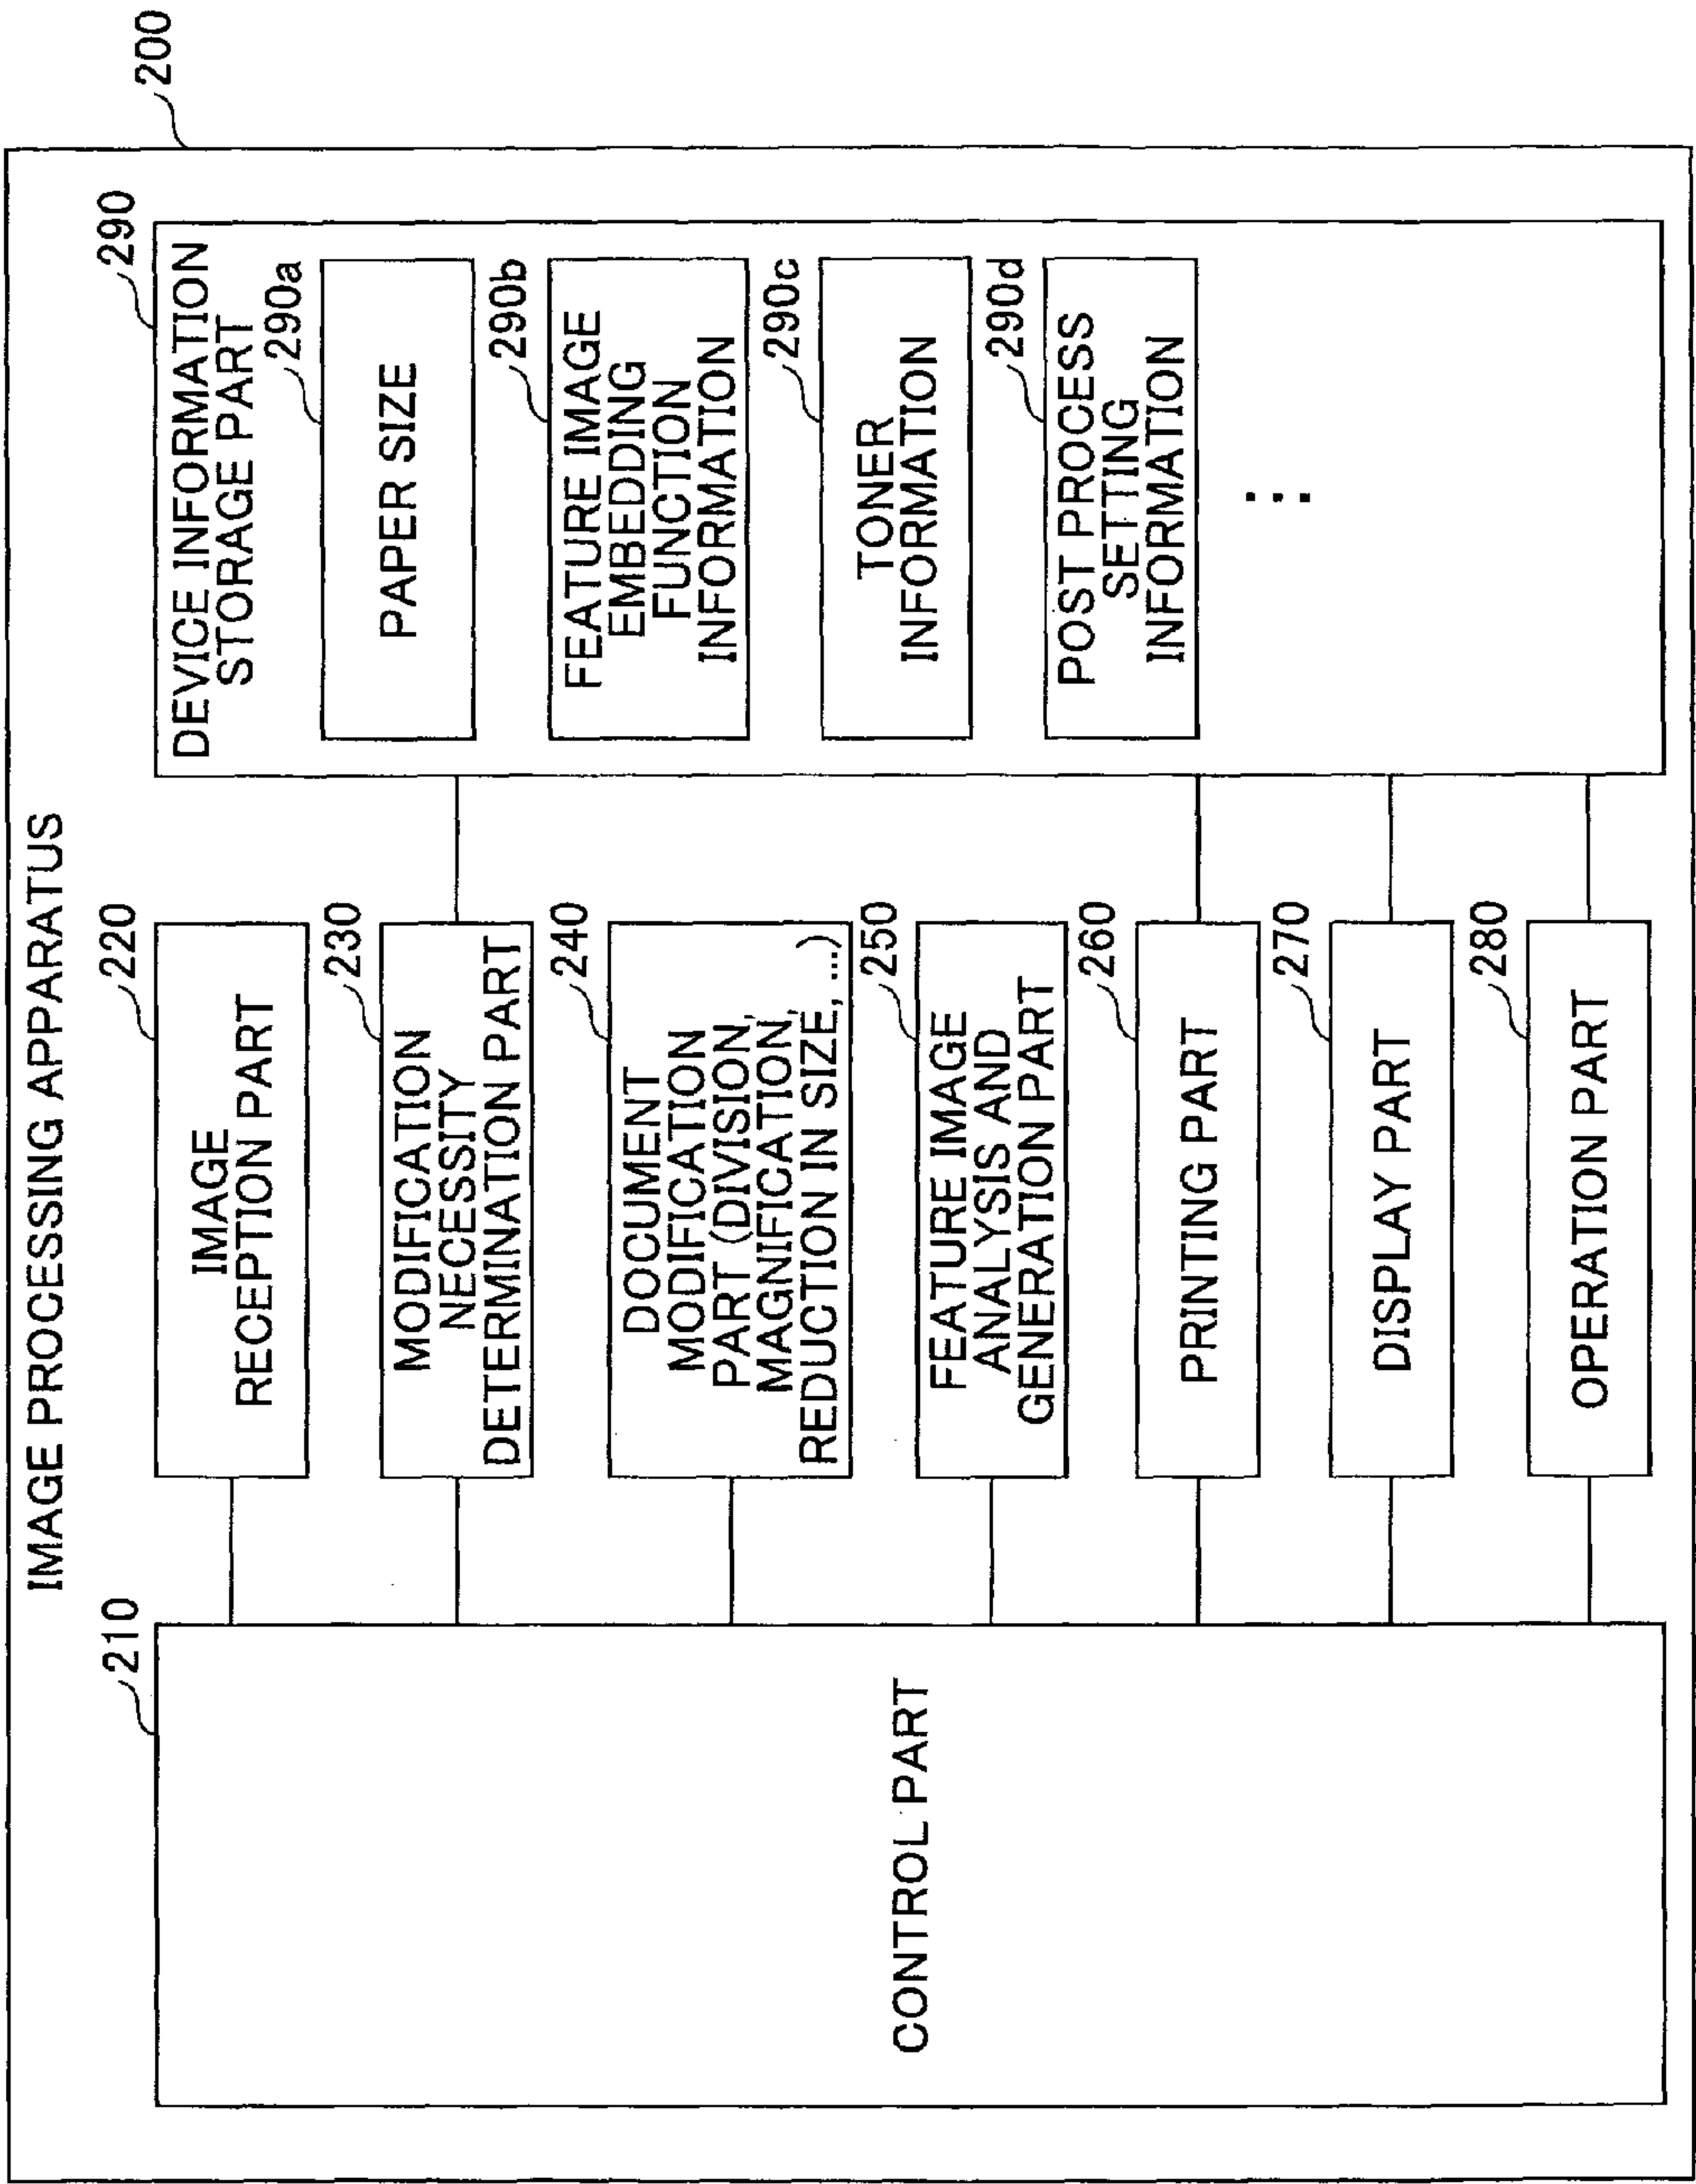 IMAGE PROCESSING APPARATUS
200
210
CONTROL PART
220
IMAGE
RECEPTION PART
230
MODIFICATION
NECESSITY
DETERMINATION PART
240
DOCUMENT
MODIFICATION
PART (DIVISION,
MAGNIFICATION,
REDUCTION IN SIZE, ...)
250
FEATURE IMAGE
ANALYSIS AND
GENERATION PART
260
PRINTING PART
270
DISPLAY PART
280
OPERATION PART
290
DEVICE INFORMATION
STORAGE PART
290a
PAPER SIZE
290b
FEATURE IMAGE
EMBEDDING
FUNCTION
INFORMATION
290c
TONER
INFORMATION
290d
POST PROCESS
SETTING
INFORMATION
...